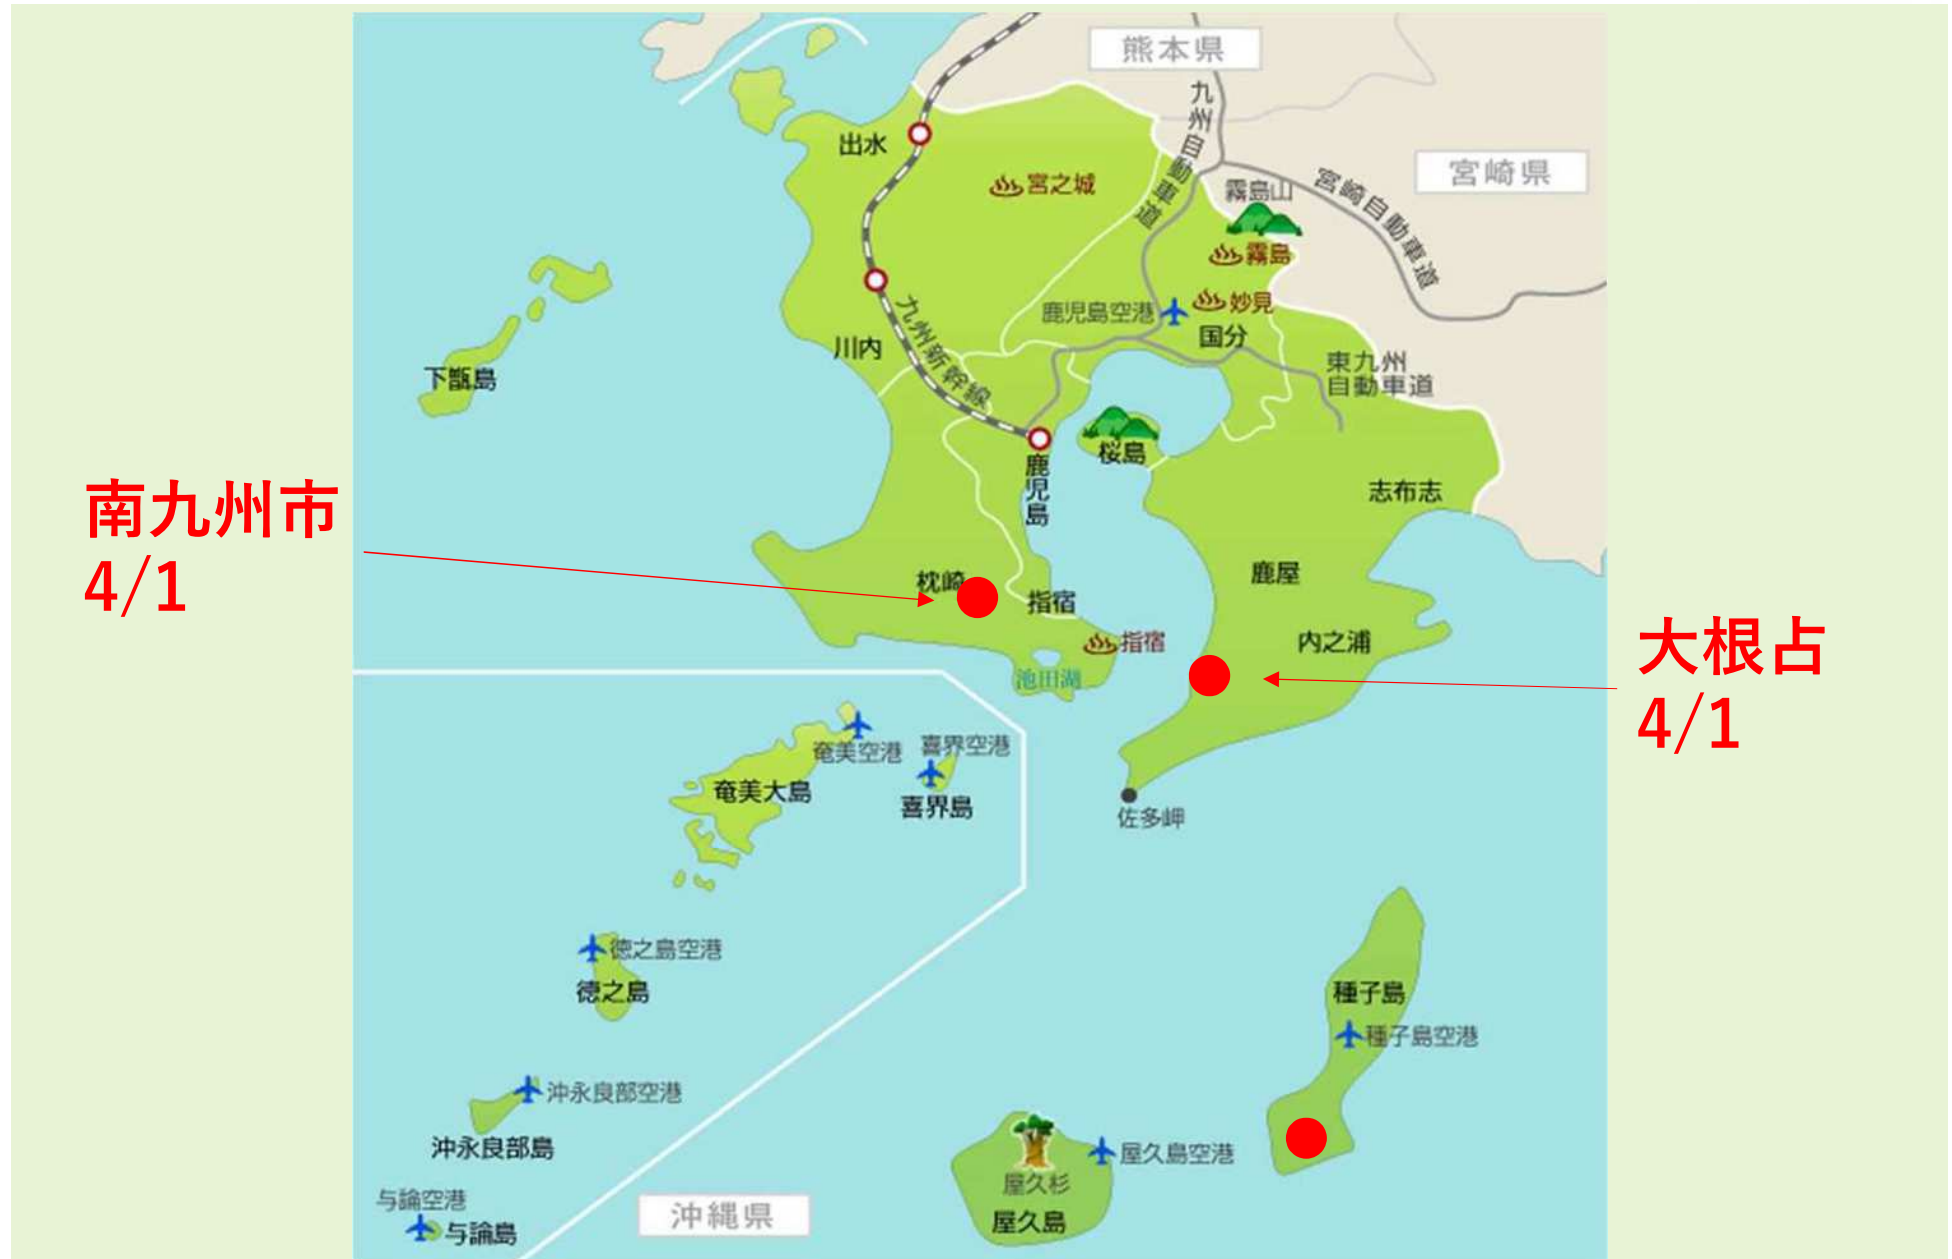 熊本県
九州自動車道
出水
宮之城
宮崎県
霧島山
宮崎自動車道
霧島
妙見
鹿児島空港
国分
九州新幹線
川内
東九州
自動車道
下甑島
桜島
鹿児島
志布志
南九州市
4/1
枕崎
指宿
鹿屋
内之浦
指宿
池田湖
大根占
4/1
奄美空港
喜界空港
奄美大島
喜界島
佐多岬
徳之島空港
徳之島
種子島
種子島空港
沖永良部空港
沖永良部島
屋久島空港
屋久杉
屋久島
与論空港
与論島
沖縄県